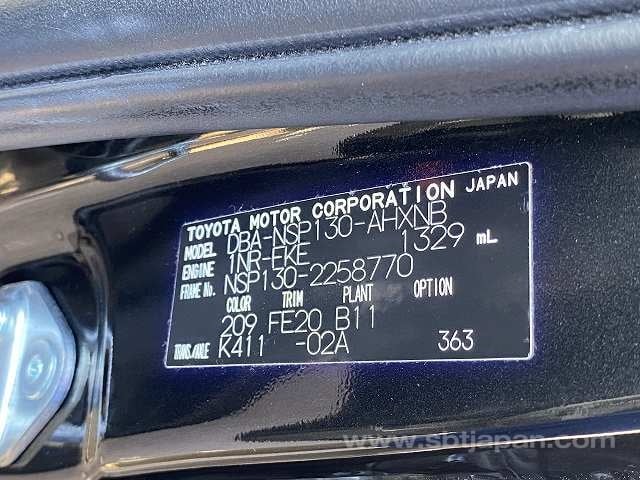 TOYOTA MOTOR CORPORATION JAPAN
MODEL DBA-NSP130-AHXNB
ENGINE 1NR-FKE 1329 mL
FRAME No. NSP130-2258770
COLOR TRIM PLANT OPTION
209 FE20 B11
TRANS./AXLE K411 -02A 363
www.sbtjapan.com